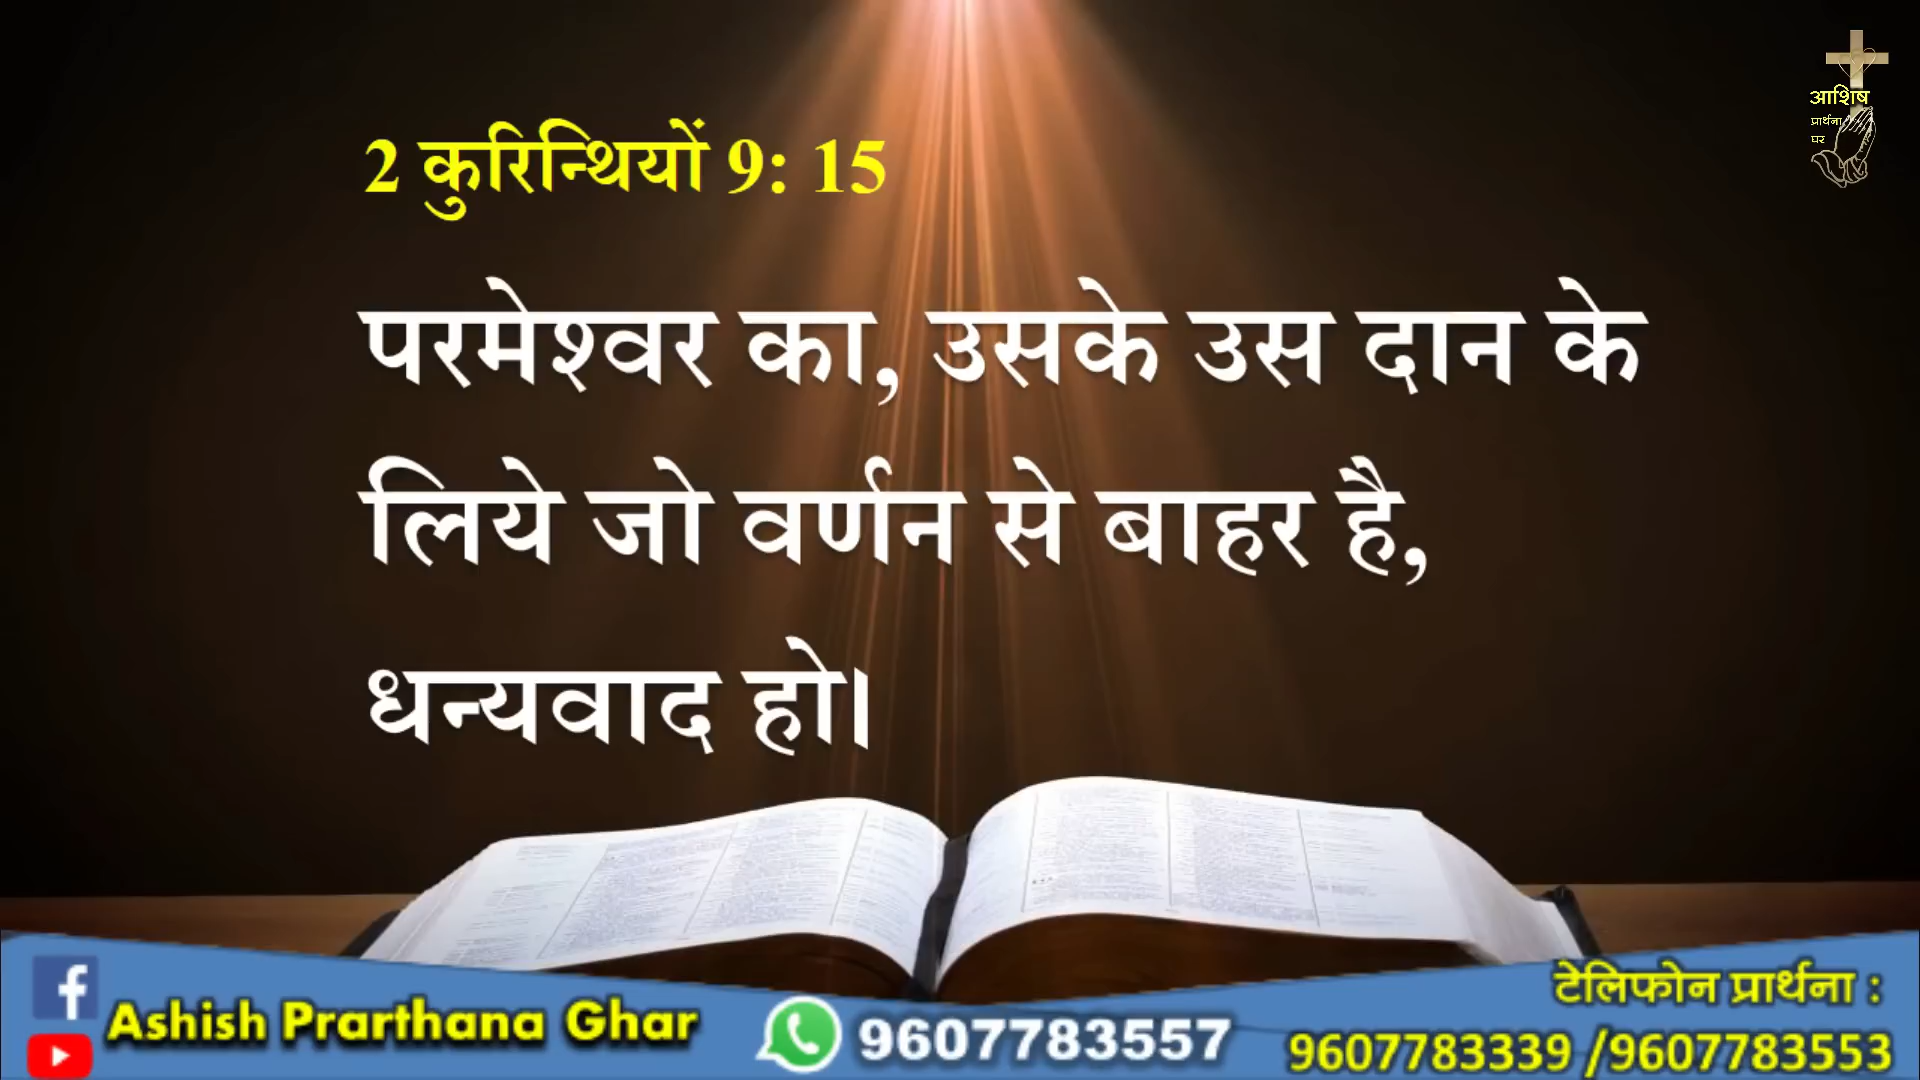 आशिष
प्रार्थना
घर
2 कुरिन्थियों 9: 15
परमेश्वर का, उसके उस दान के
लिये जो वर्णन से बाहर है,
धन्यवाद हो।
Ashish Prarthana Ghar
9607783557
टेलिफोन प्रार्थना :
9607783339 /9607783553